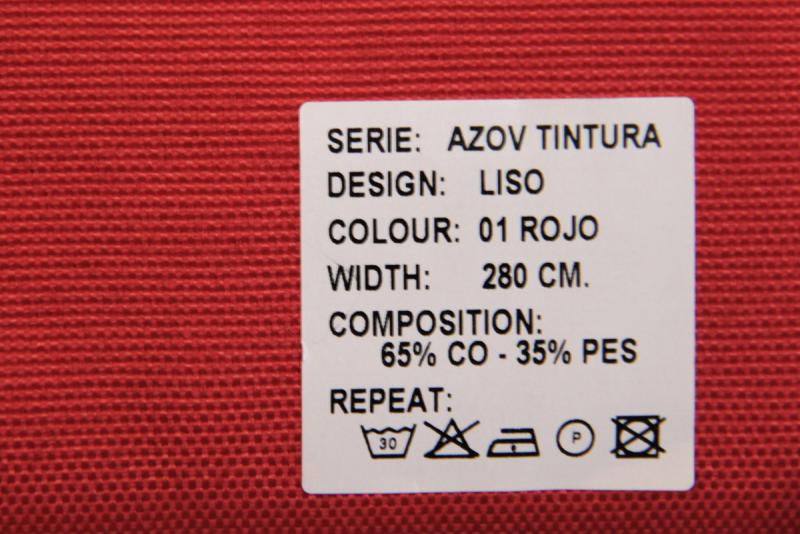 SERIE: AZOV TINTURA
DESIGN: LISO
COLOUR: 01 ROJO
WIDTH: 280 CM.
COMPOSITION:
65% CO - 35% PES
REPEAT:
30 P